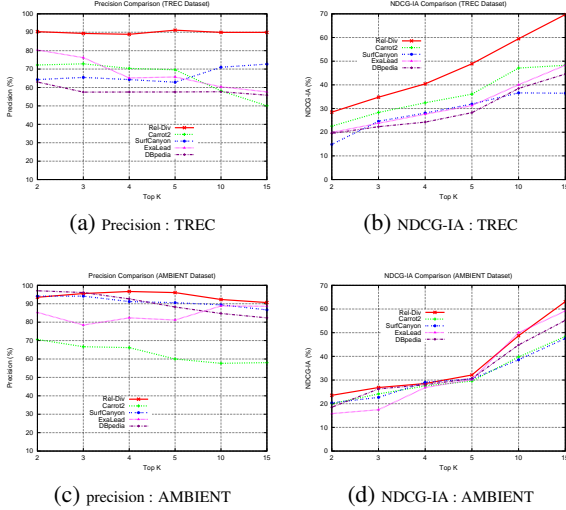 Precision Comparison (TREC Dataset)
100
90
80
70
60
50
40
30
20
10
Precision (%)
Rel-Div
Carrot2
SurfCanyon
ExaLead
DBpedia
2 3 4 5 10 15
Top K
(a) Precision : TREC
NDCG-IA Comparison (TREC Dataset)
70
60
50
40
30
20
10
0
NDCG-IA (%)
Rel-Div
Carrot2
SurfCanyon
ExaLead
DBpedia
2 3 4 5 10 15
Top K
(b) NDCG-IA : TREC
Precision Comparison (AMBIENT Dataset)
100
90
80
70
60
50
40
30
20
10
Precision (%)
Rel-Div
Carrot2
SurfCanyon
ExaLead
DBpedia
2 3 4 5 10 15
Top K
(c) precision : AMBIENT
NDCG-IA Comparison (AMBIENT Dataset)
70
60
50
40
30
20
10
0
NDCG-IA (%)
Rel-Div
Carrot2
SurfCanyon
ExaLead
DBpedia
2 3 4 5 10 15
Top K
(d) NDCG-IA : AMBIENT